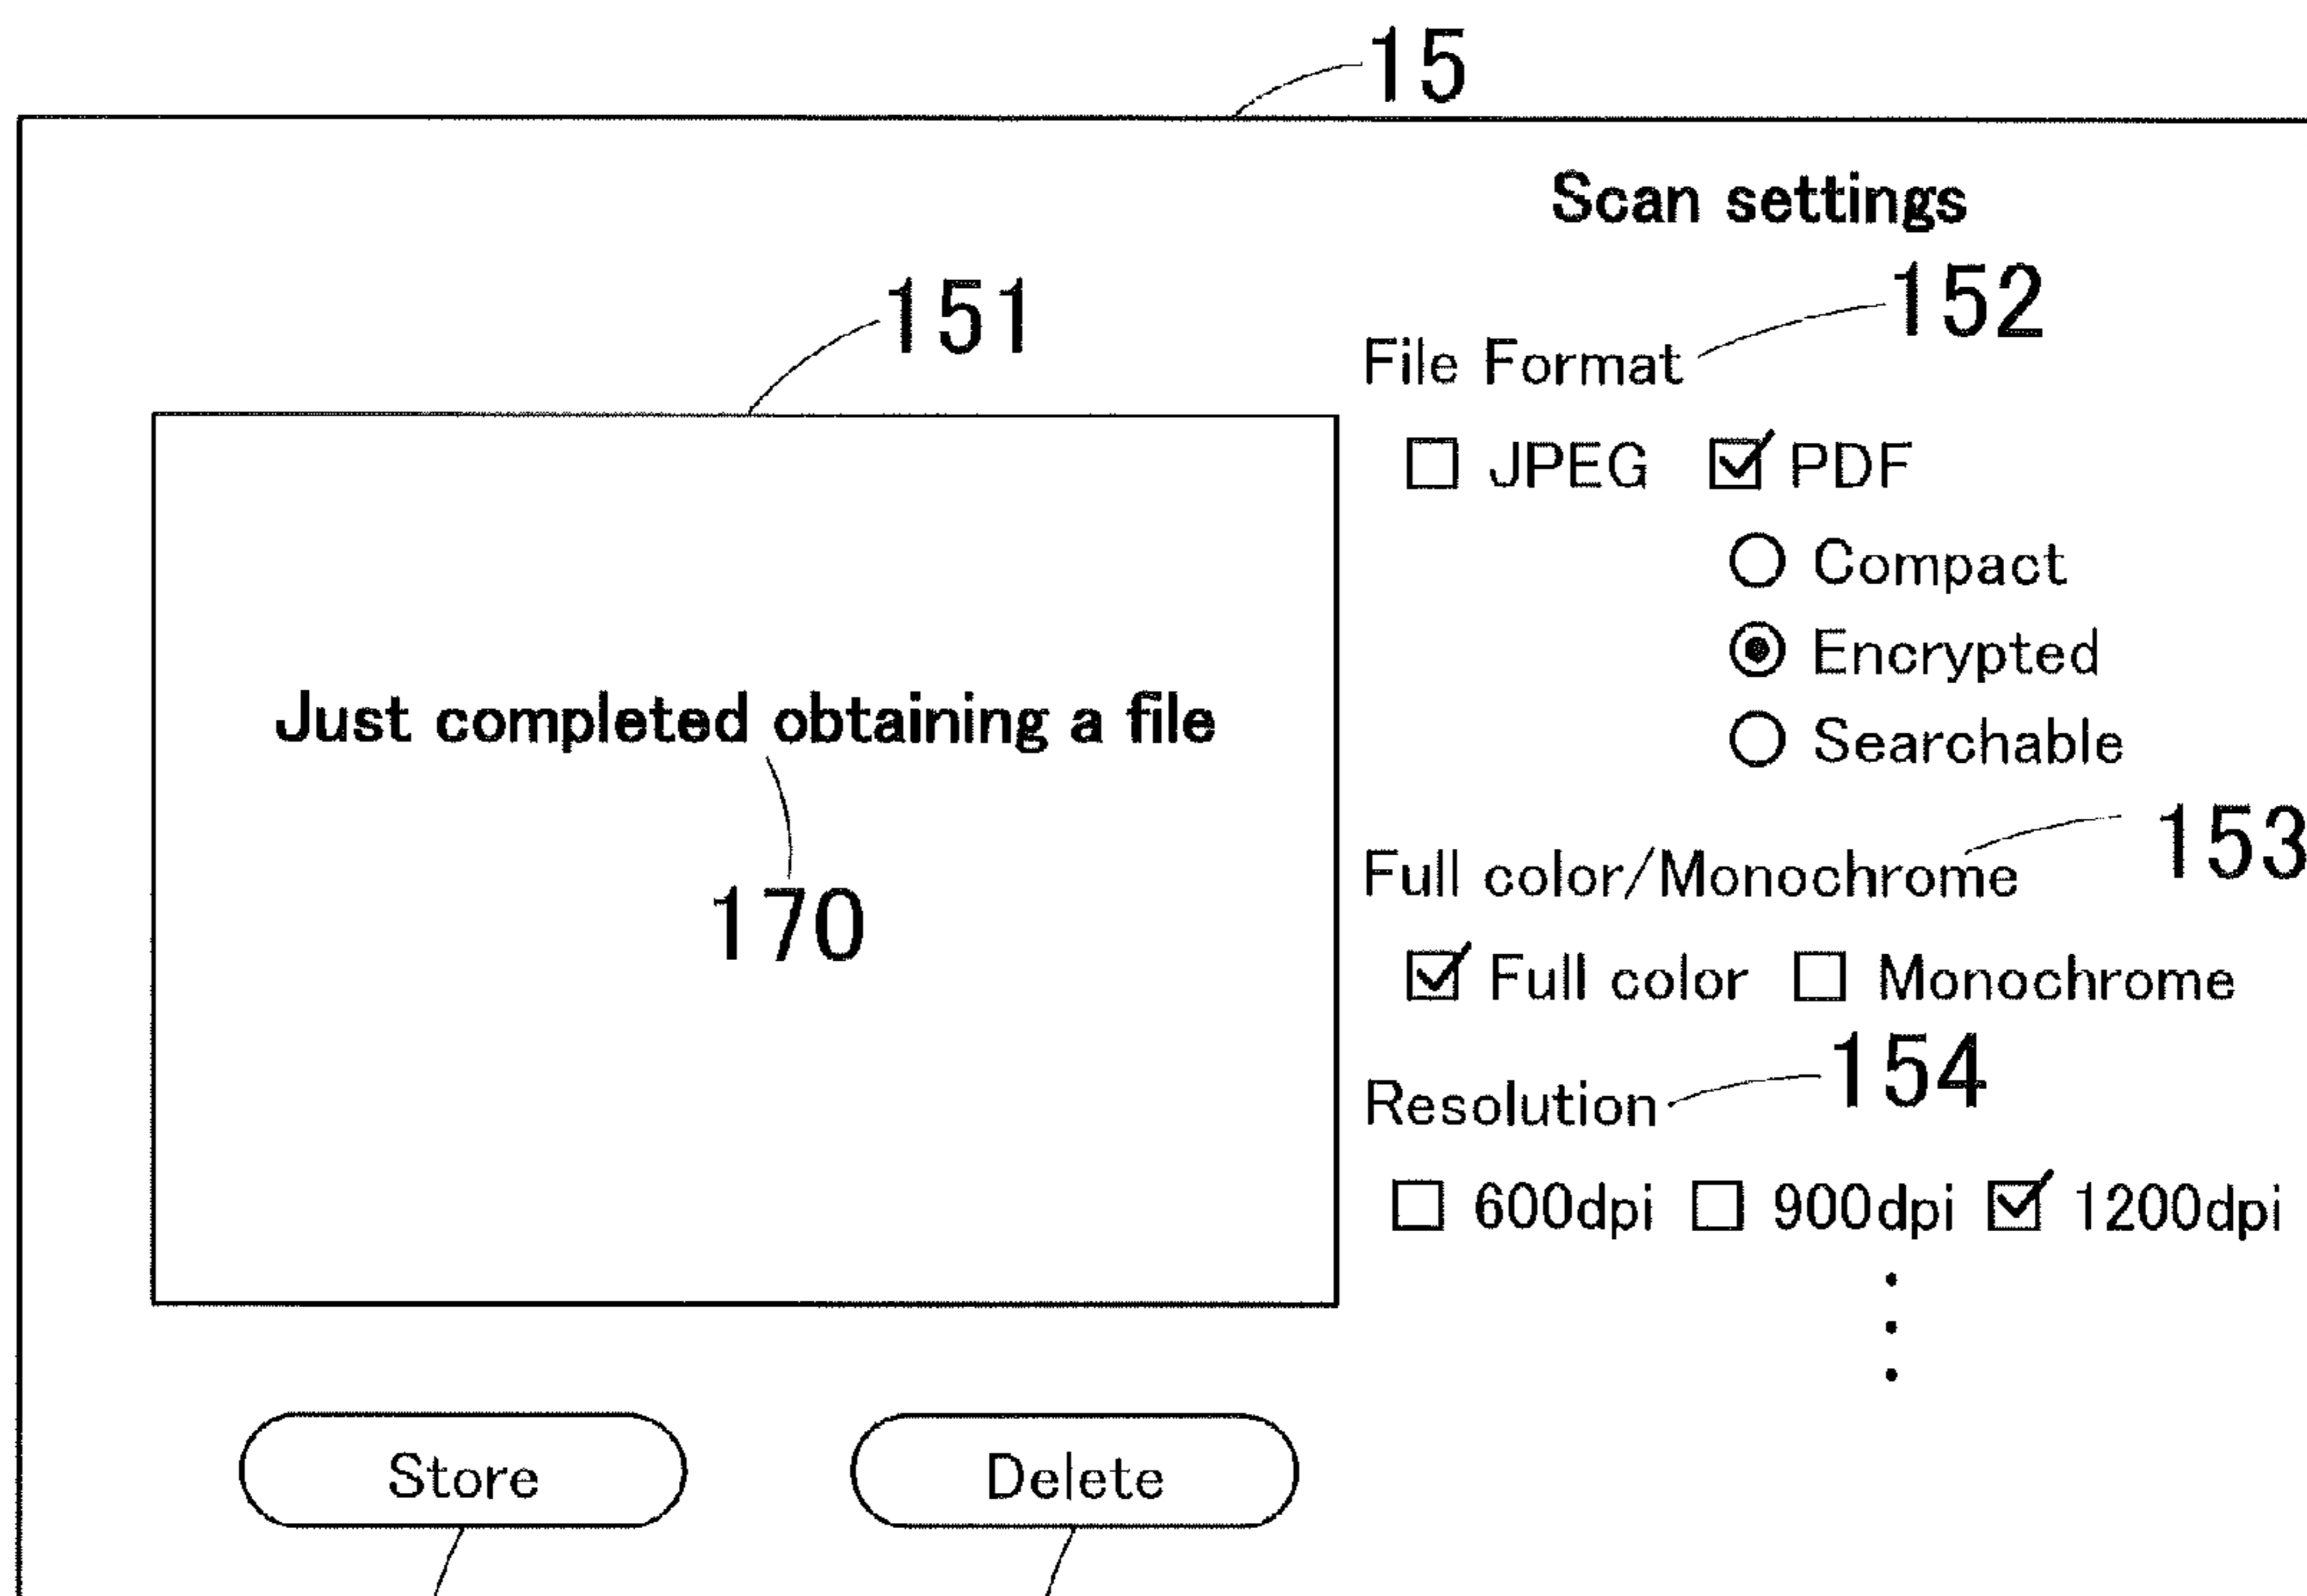 15
Scan settings
152
151
File Format
JPEG PDF
Compact
Encrypted
Just completed obtaining a file
Searchable
153
Full color/Monochrome
170
Full color Monochrome
154
Resolution
600dpi 900dpi 1200dpi
Store Delete